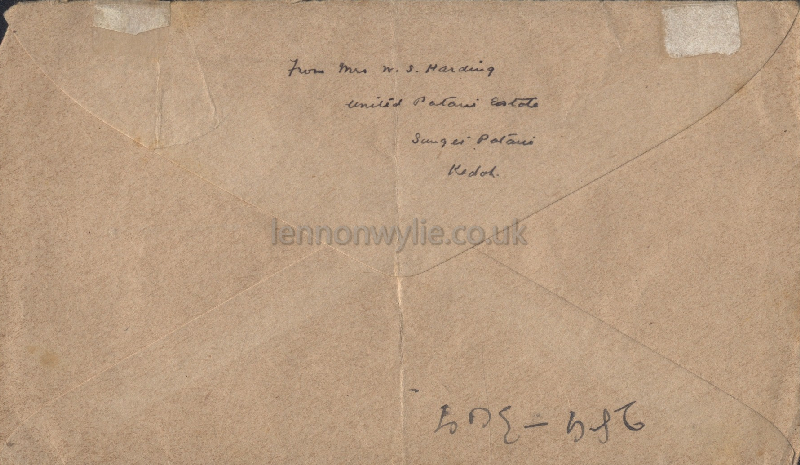 From Mrs W. S. Harding
United Patani Estate
Sungei Patani
Kedah.
lennonwylie.co.uk